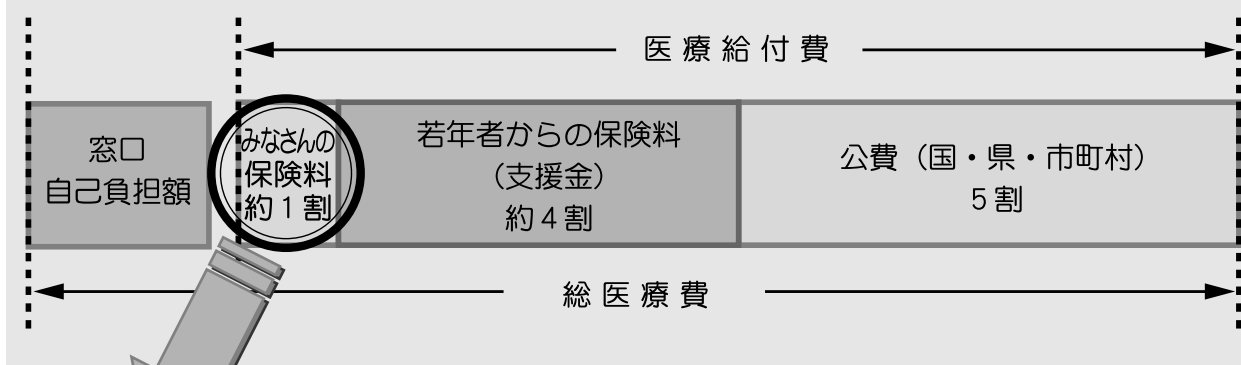 医療給付費
窓口
自己負担額
みなさんの
保険料
約1割
若年者からの保険料
（支援金）
約4割
公費（国・県・市町村）
5割
総医療費